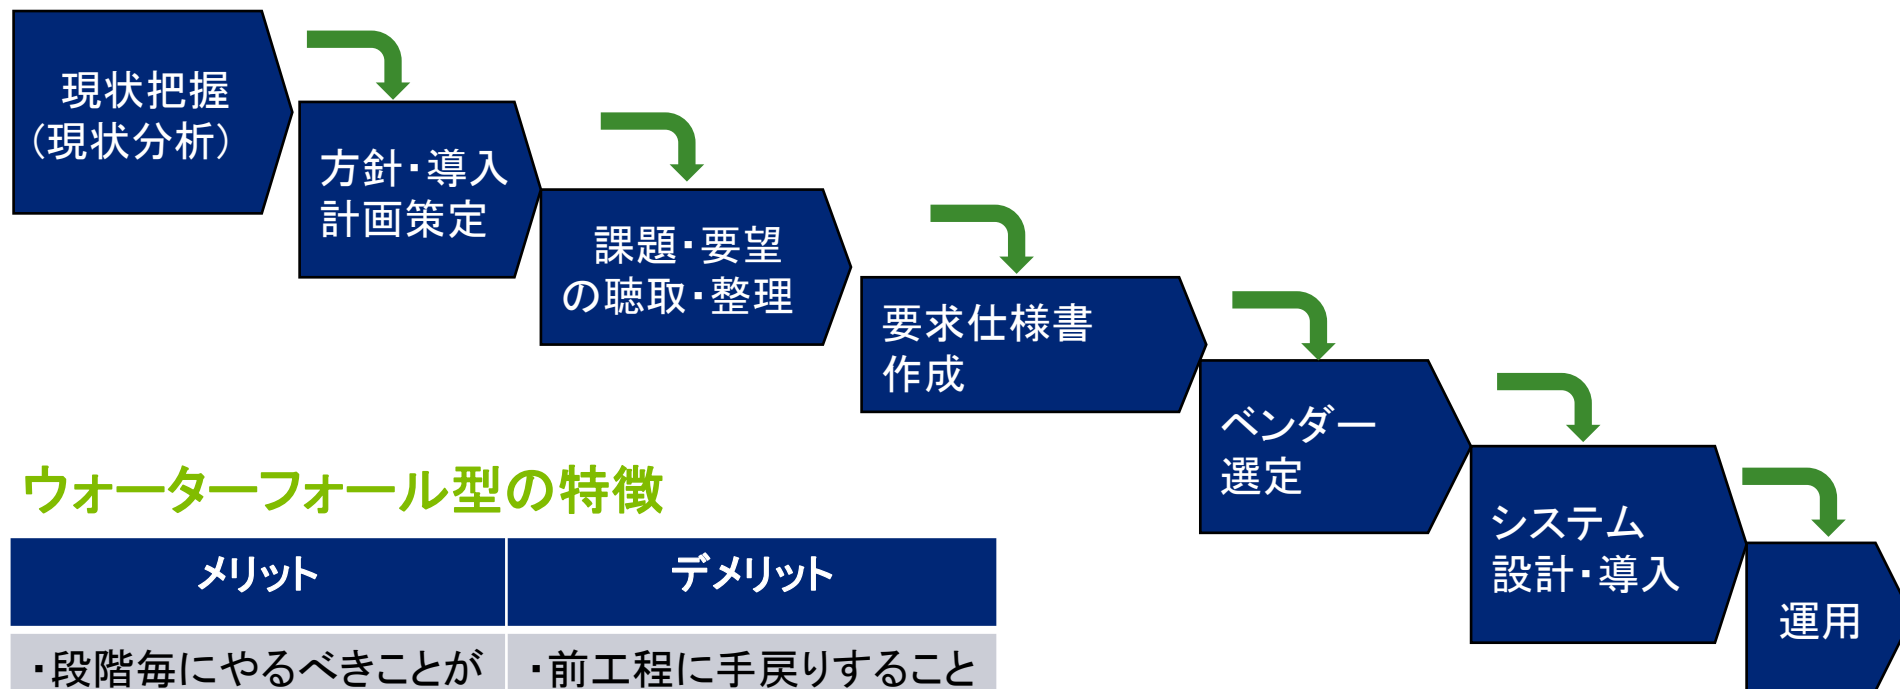 現状把握
（現状分析）
方針・導入
計画策定
課題・要望
の聴取・整理
要求仕様書
作成
ベンダー
選定
システム
設計・導入
運用
ウォーターフォール型の特徴
メリット
デメリット
・段階毎にやるべきことが
・前工程に手戻りすること